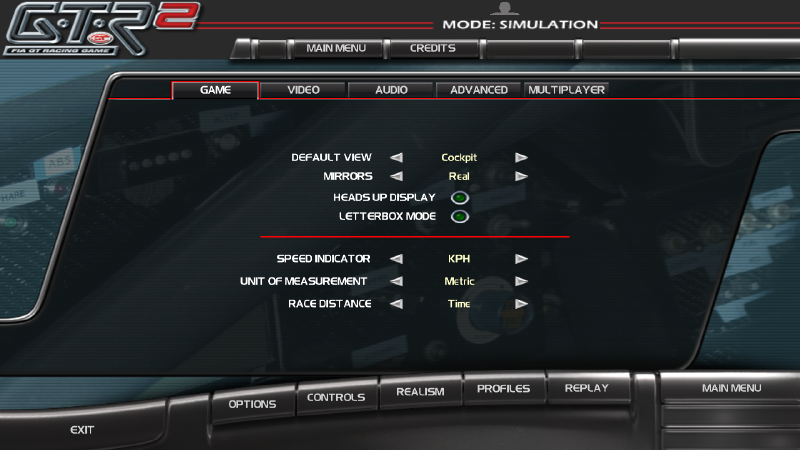 GTR2
FIA GT RACING GAME
MODE: SIMULATION
MAIN MENU
CREDITS
GAME
VIDEO
AUDIO
ADVANCED
MULTIPLAYER
ABS
DEFAULT VIEW Cockpit
MIRRORS Real
HEADS UP DISPLAY
LETTERBOX MODE
SPEED INDICATOR KPH
UNIT OF MEASUREMENT Metric
RACE DISTANCE Time
OPTIONS
CONTROLS
REALISM
PROFILES
REPLAY
MAIN MENU
EXIT